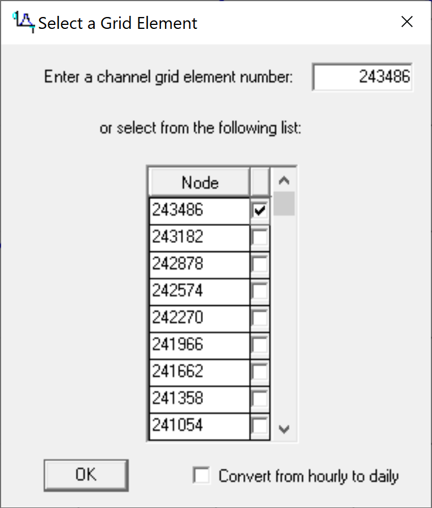 Select a Grid Element
Enter a channel grid element number: 243486
or select from the following list:
Node
243486
243182
242878
242574
242270
241966
241662
241358
241054
OK
Convert from hourly to daily